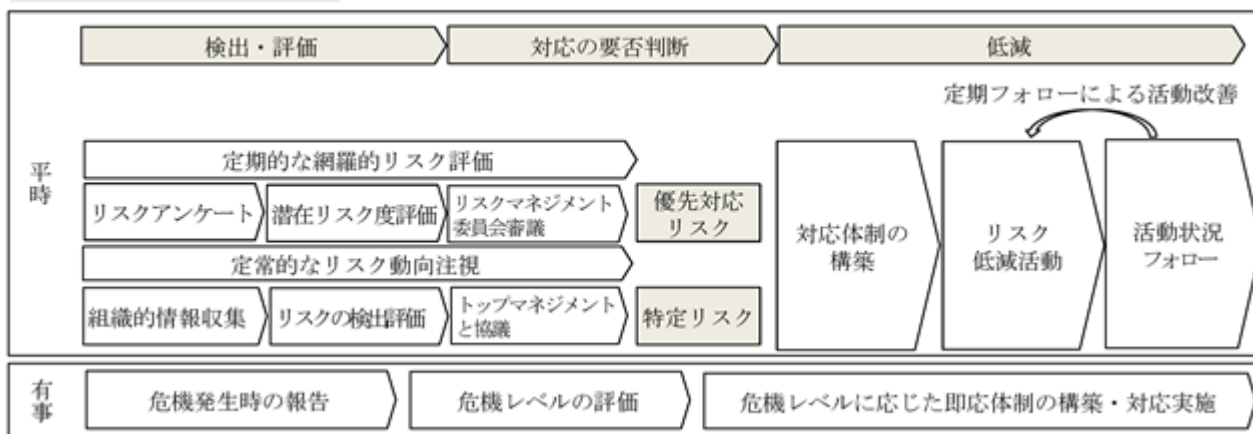 検出・評価
対応の要否判断
低減
定期フォローによる活動改善
平
時
定期的な網羅的リスク評価
リスクアンケート
潜在リスク度評価
リスクマネジメント
委員会審議
優先対応
リスク
定常的なリスク動向注視
組織的情報収集
リスクの検出評価
トップマネジメント
と協議
特定リスク
対応体制の
構築
リスク
低減活動
活動状況
フォロー
有
事
危機発生時の報告
危機レベルの評価
危機レベルに応じた即応体制の構築・対応実施